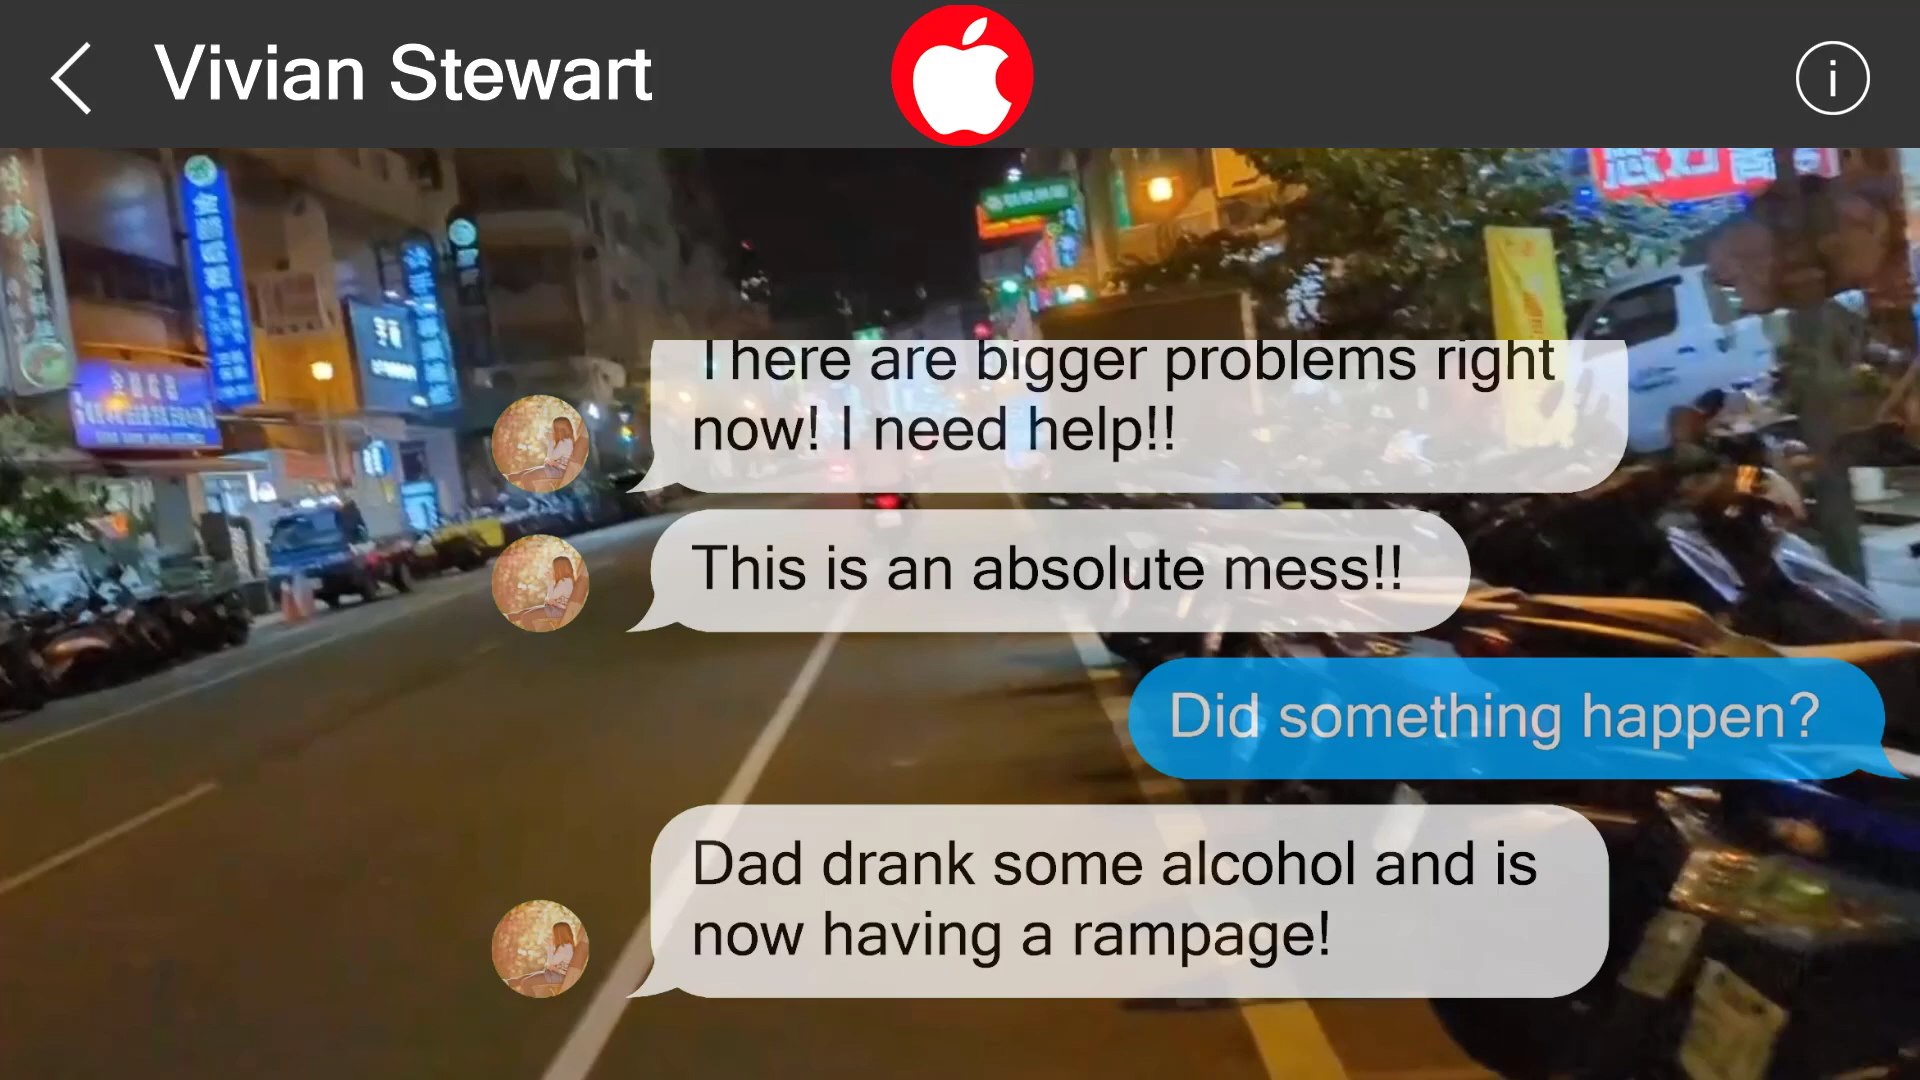 Vivian Stewart
There are bigger problems right
now! I need help!!
This is an absolute mess!!
Did something happen?
Dad drank some alcohol and is
now having a rampage!